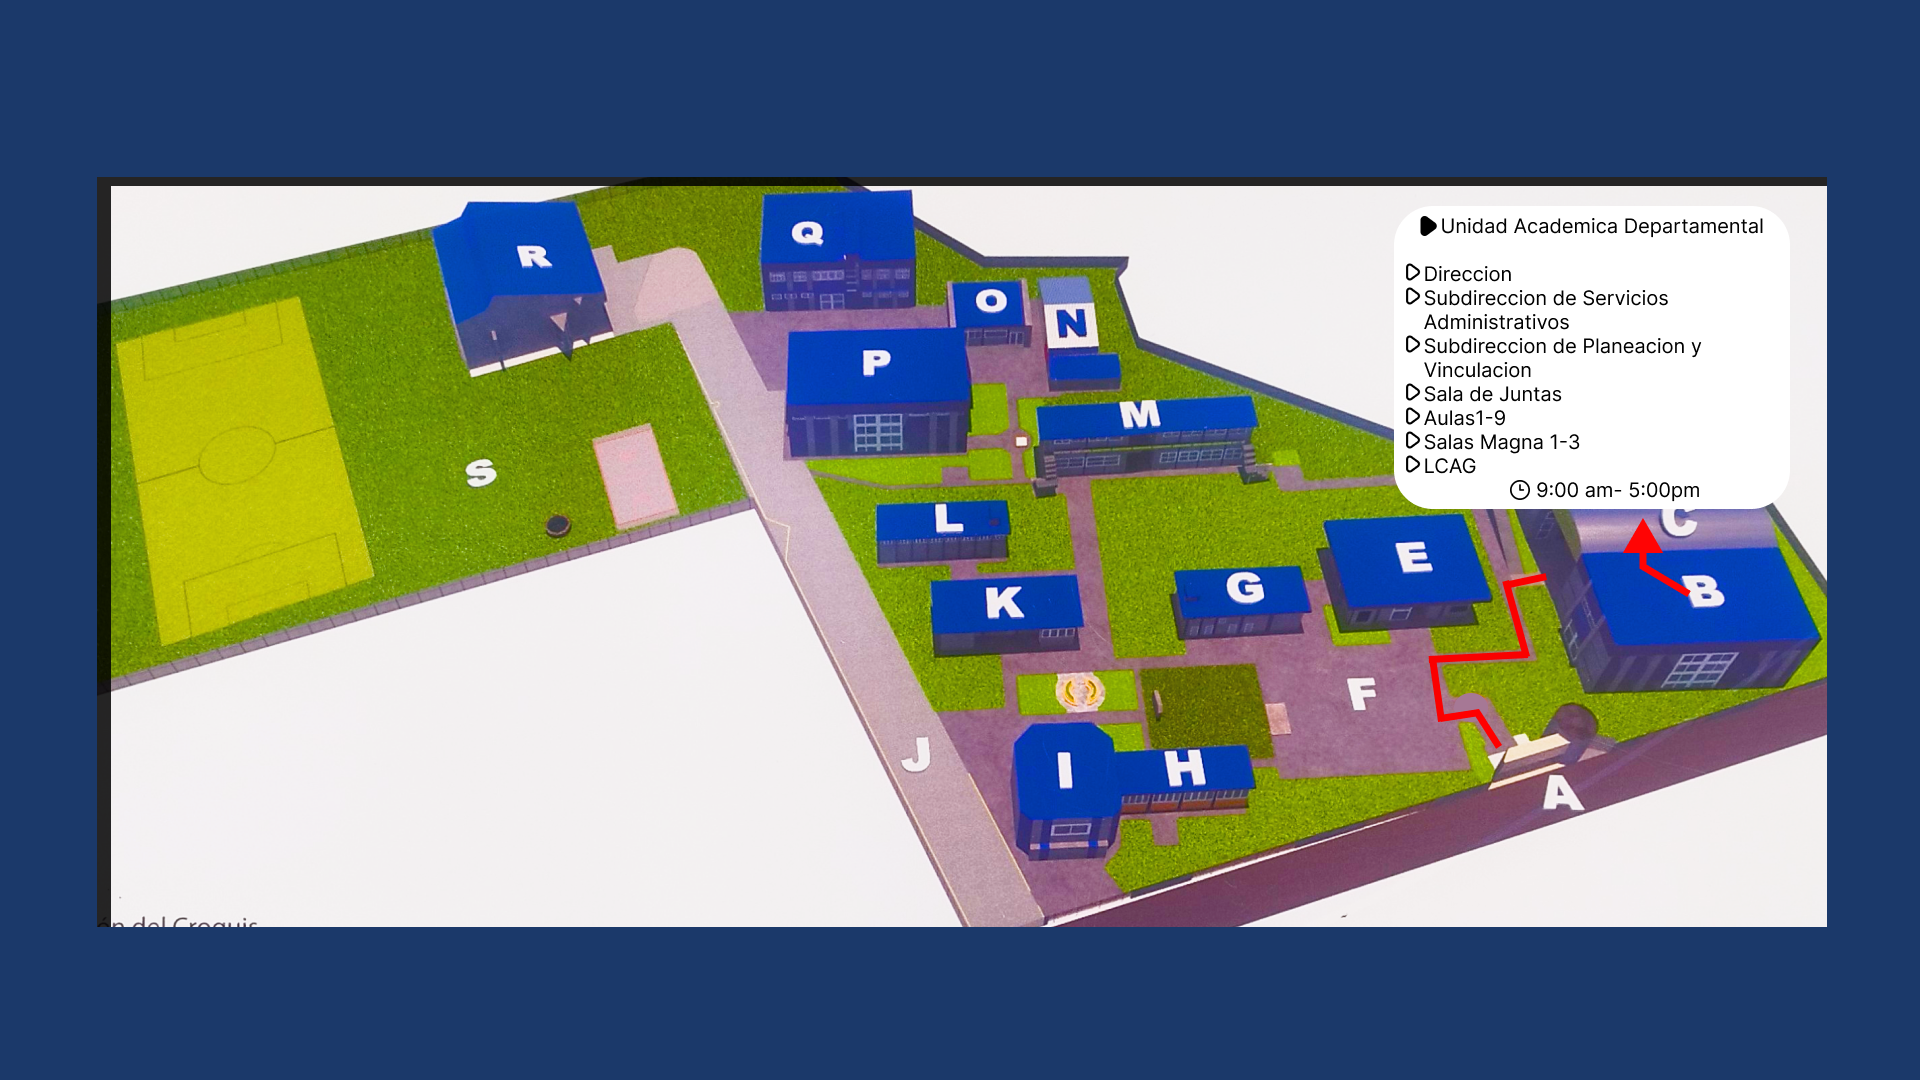 Unidad Academica Departamental
Direccion
Subdireccion de Servicios
Administrativos
Subdireccion de Planeacion y
Vinculacion
Sala de Juntas
Aulas1-9
Salas Magna 1-3
LCAG
9:00 am- 5:00pm
Q
R
O
N
P
M
S
L
C
E
G
B
K
F
J
I
H
A
del Croquis